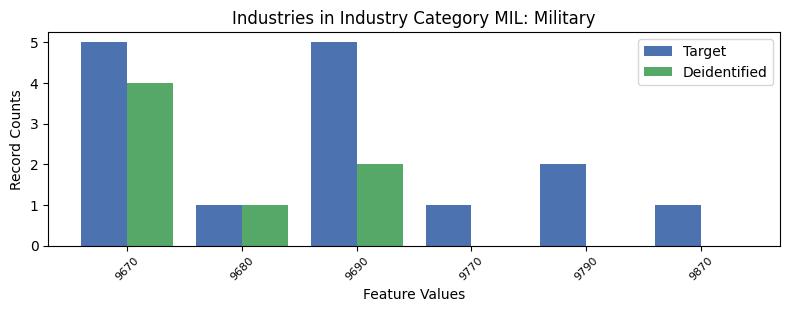 Industries in Industry Category MIL: Military
Target
Deidentified
Record Counts
5
4
3
2
1
0
9670
9680
9690
9770
9790
9870
Feature Values